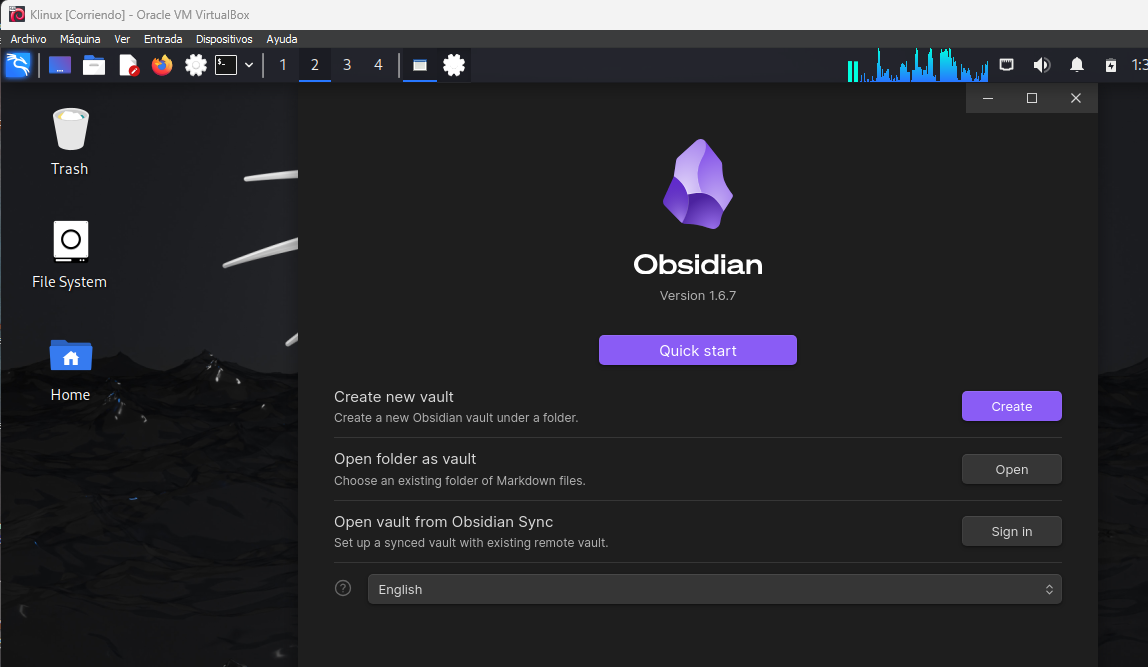 Klinux [Corriendo] - Oracle VM VirtualBox
Archivo Máquina Ver Entrada Dispositivos Ayuda
1 2 3 4
Trash
File System
Home
Obsidian
Version 1.6.7
Quick start
Create new vault
Create a new Obsidian vault under a folder.
Create
Open folder as vault
Choose an existing folder of Markdown files.
Open
Open vault from Obsidian Sync
Set up a synced vault with existing remote vault.
Sign in
English